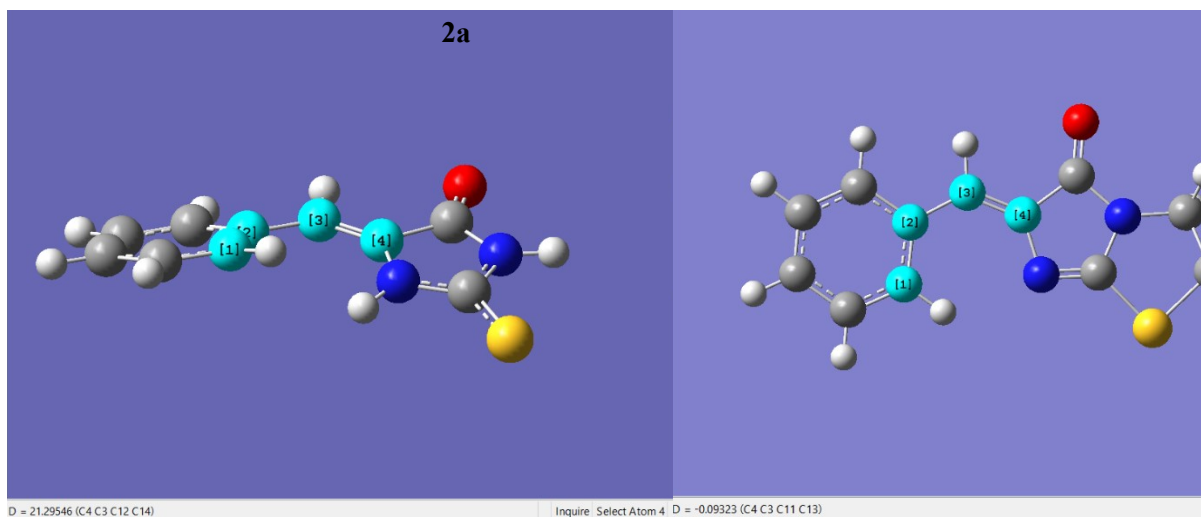 2a
[1] [2] [3] [4]
[1] [2] [3] [4]
D = 21.29546 (C4 C3 C12 C14)
Inquire Select Atom 4
D = -0.09323 (C4 C3 C11 C13)